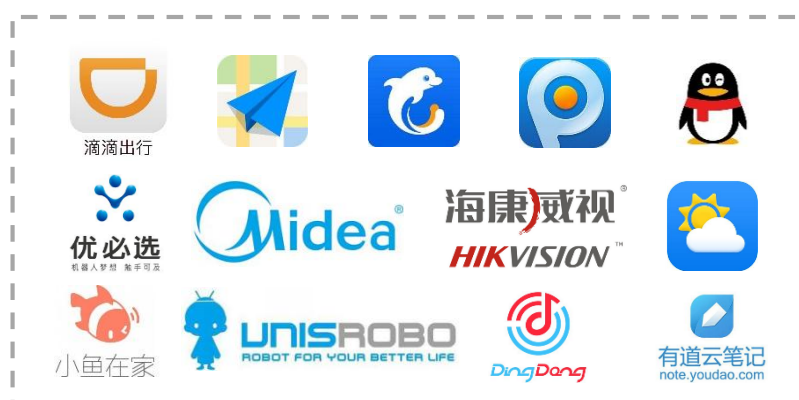 滴滴出行
优必选
机器人梦想 触手可及
Midea®
海康威视®
HIKVISION™
小鱼在家
UNISROBO
ROBOT FOR YOUR BETTER LIFE
DingDong
有道云笔记
note.youdao.com